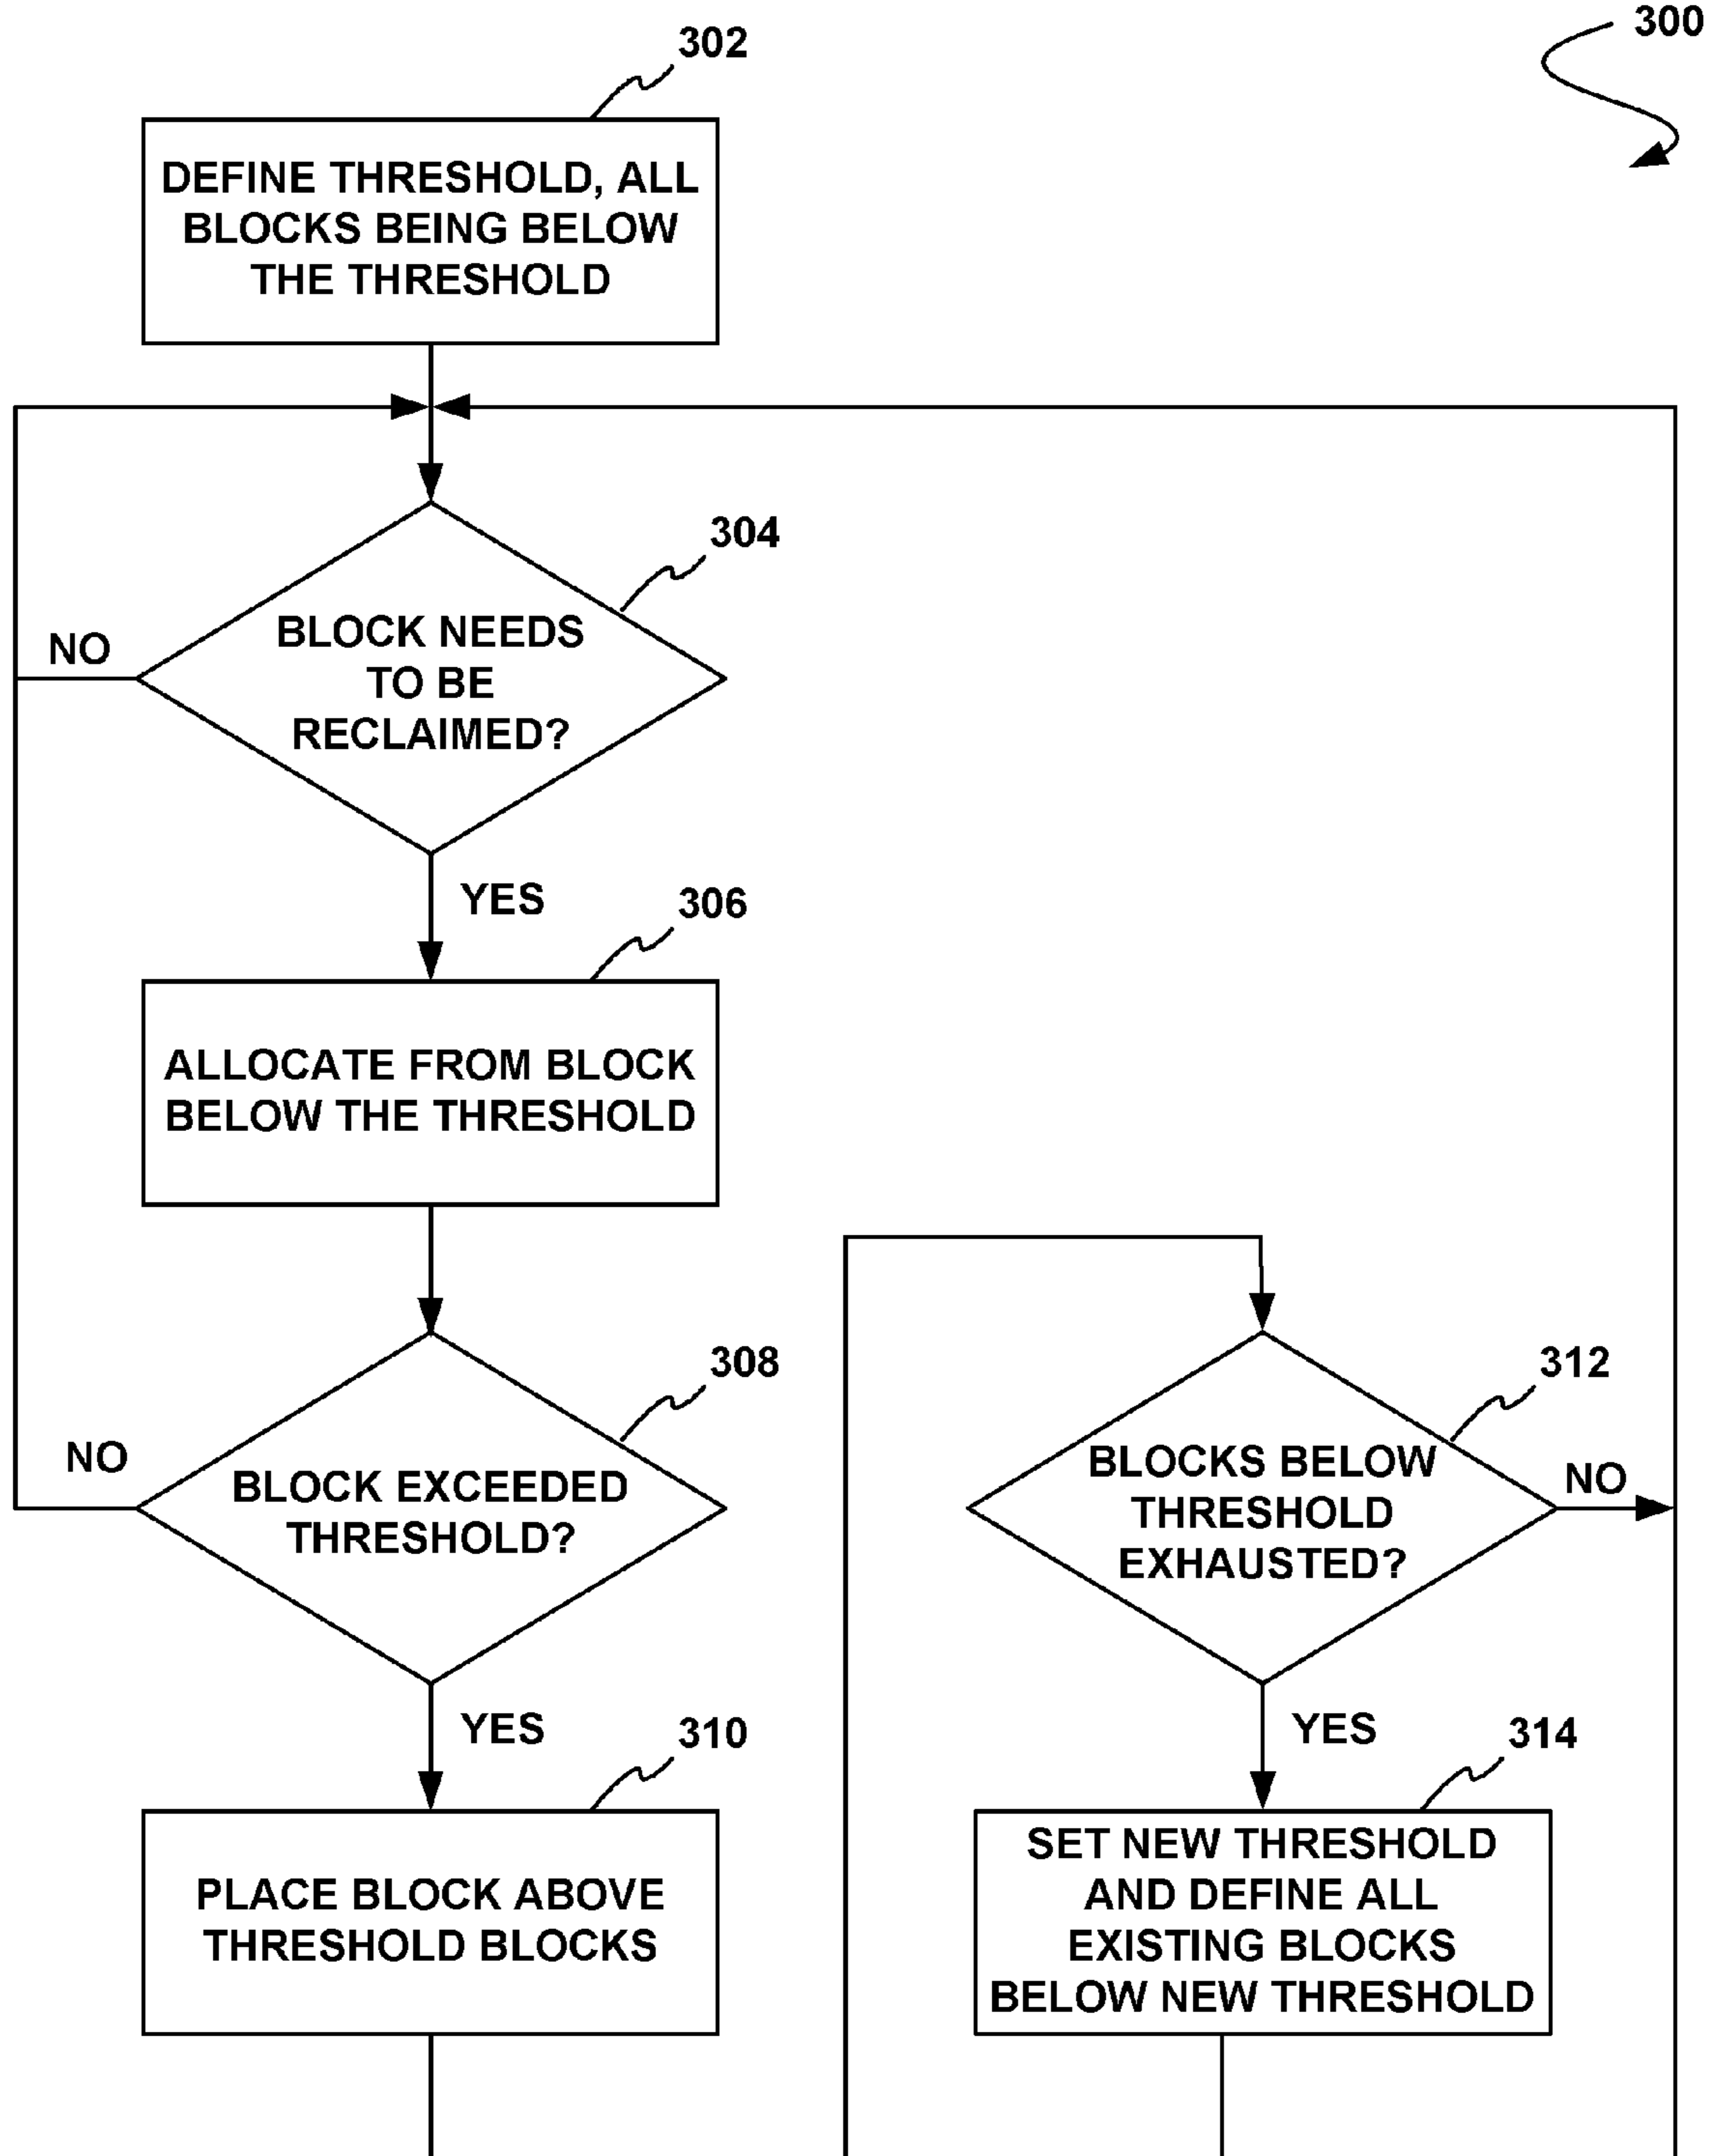 300
302
DEFINE THRESHOLD, ALL
BLOCKS BEING BELOW
THE THRESHOLD
304
BLOCK NEEDS
TO BE
RECLAIMED?
NO
YES
306
ALLOCATE FROM BLOCK
BELOW THE THRESHOLD
308
BLOCK EXCEEDED
THRESHOLD?
NO
YES
310
PLACE BLOCK ABOVE
THRESHOLD BLOCKS
312
BLOCKS BELOW
THRESHOLD
EXHAUSTED?
NO
YES
314
SET NEW THRESHOLD
AND DEFINE ALL
EXISTING BLOCKS
BELOW NEW THRESHOLD